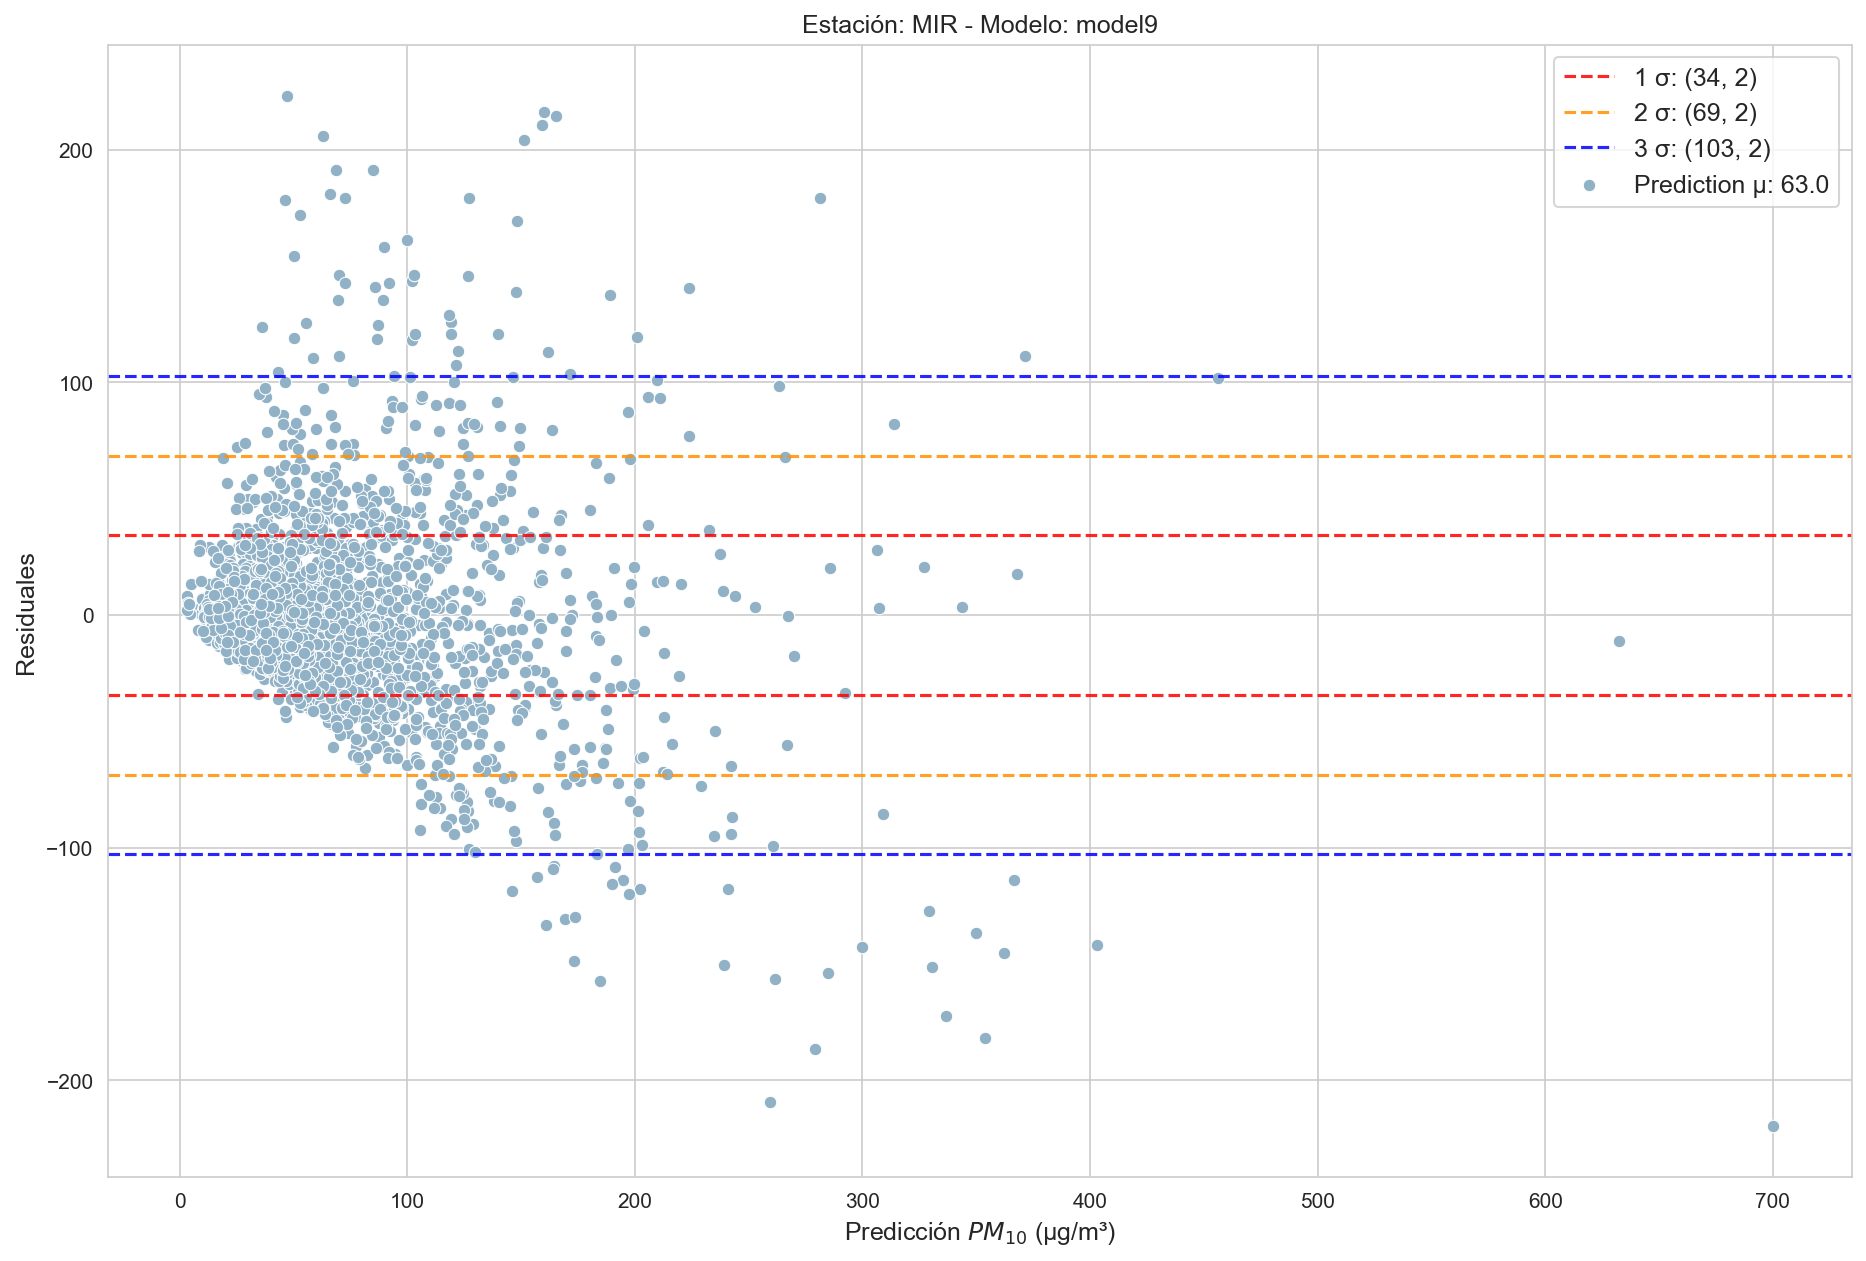 Estación: MIR - Modelo: model9
1 σ: (34, 2)
2 σ: (69, 2)
3 σ: (103, 2)
Prediction μ: 63.0
200
100
0
−100
−200
Residuales
0 100 200 300 400 500 600 700
Predicción PM₁₀ (μg/m³)